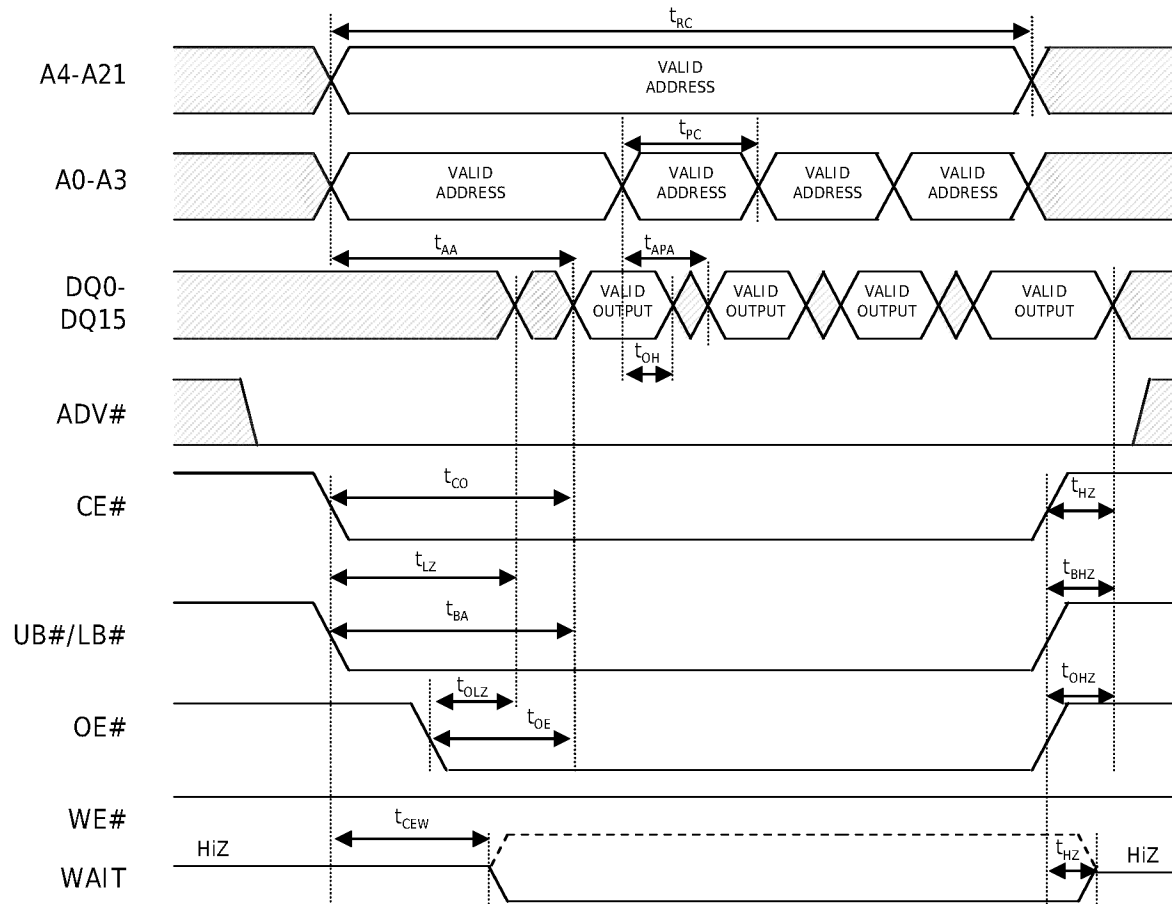 tRC
A4-A21
VALID
ADDRESS
tPC
A0-A3
VALID
ADDRESS
VALID
ADDRESS
VALID
ADDRESS
VALID
ADDRESS
tAA
tAPA
DQ0-
DQ15
VALID
OUTPUT
VALID
OUTPUT
VALID
OUTPUT
VALID
OUTPUT
tOH
ADV#
tCO
CE#
tHZ
tLZ
tBHZ
tBA
UB#/LB#
tOLZ
tOHZ
OE#
tOE
WE#
tCEW
HiZ
tHZ
HiZ
WAIT